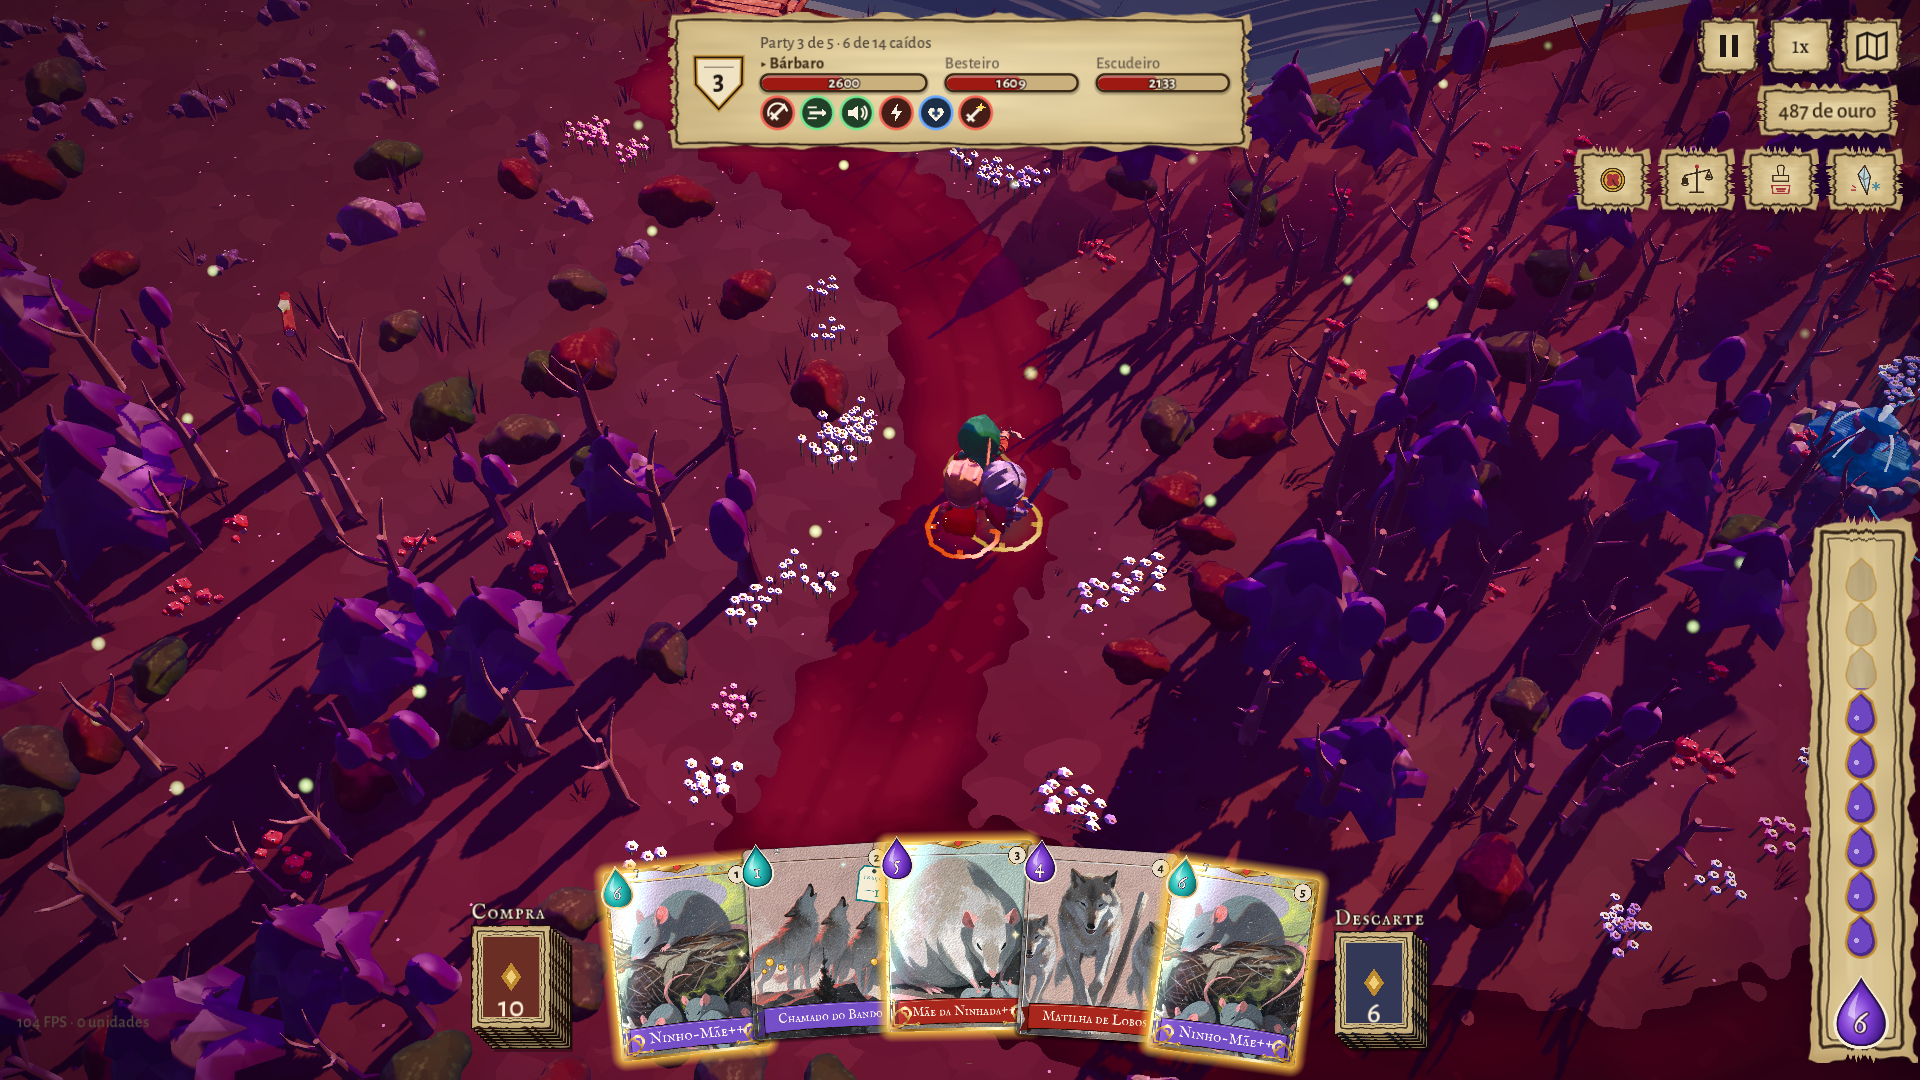 Party 3 de 5 · 6 de 14 caídos
3
Bárbaro
Besteiro
Escudeiro
2600
1609
2133
1x
487 de ouro
Compra
10
6
1
Ninho-Mãe++
1
2
-1
Chamado do Bando
5
3
Mãe da Ninhada+
4
4
Matilha de Lobos
6
5
Ninho-Mãe++
Descarte
6
6
104 FPS · 0 unidades